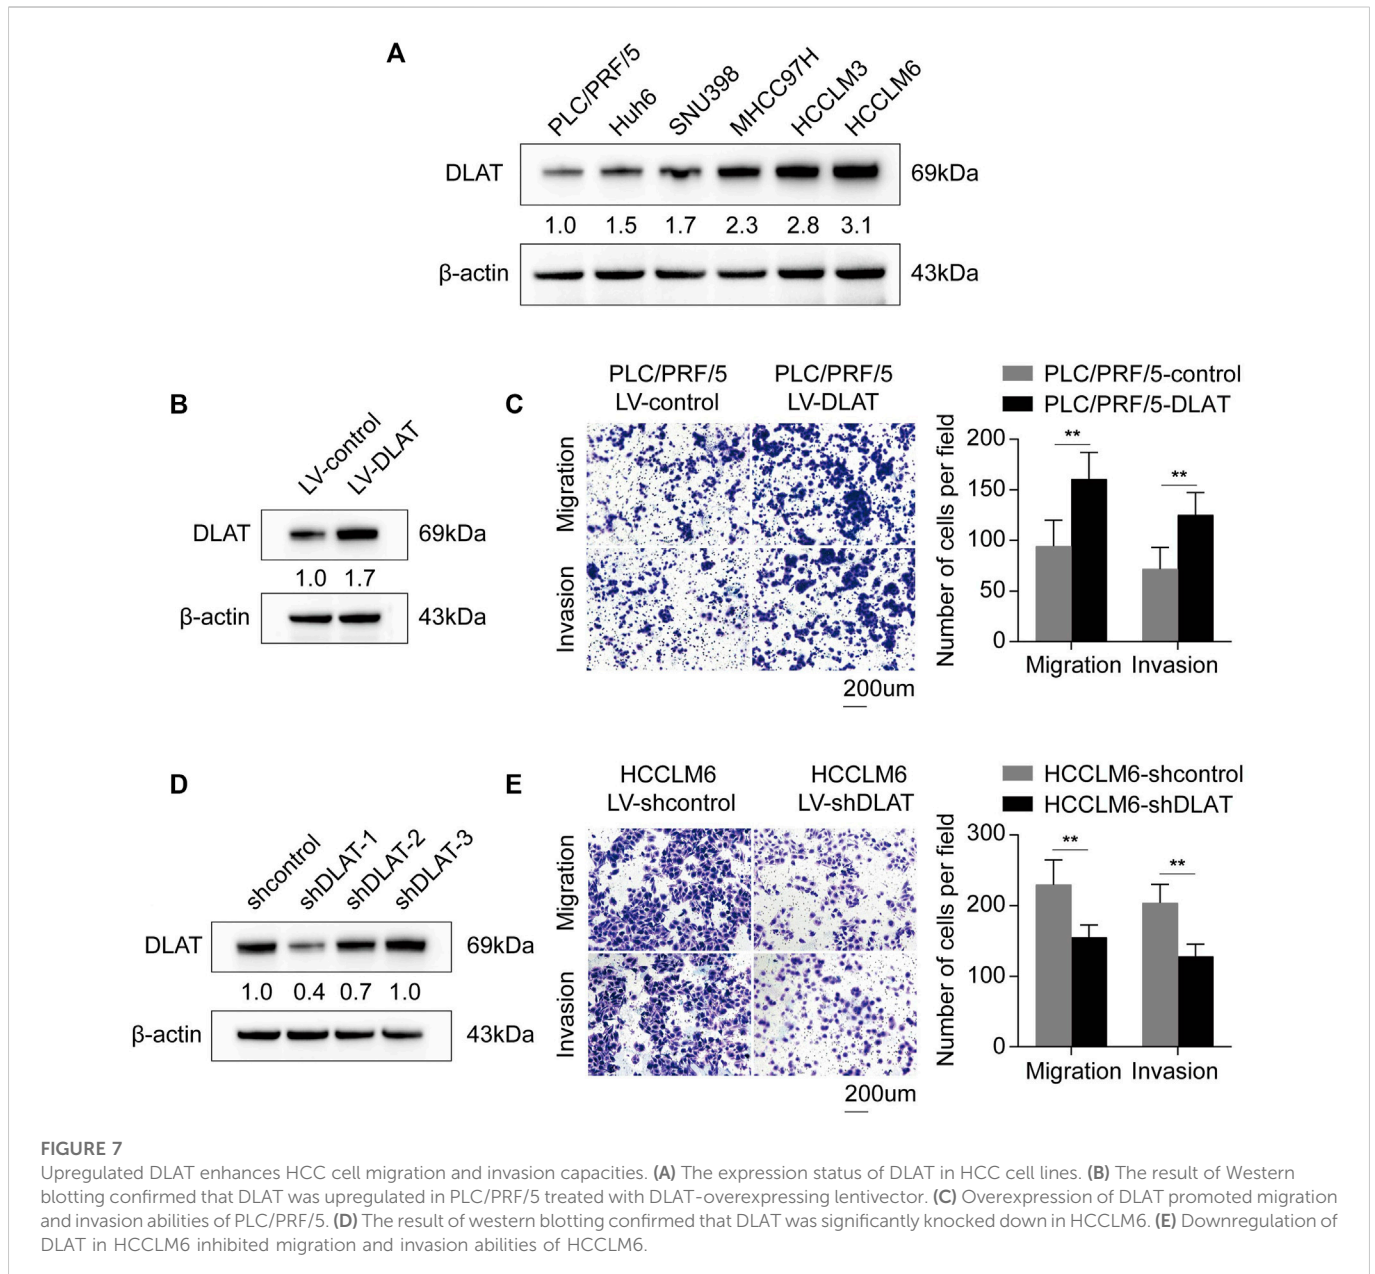 A
PLC/PRF/5
Huh6
SNU398
MHCC97H
HCCLM3
HCCLM6
DLAT
69kDa
1.0 1.5 1.7 2.3 2.8 3.1
β-actin
43kDa
B
LV-control
LV-DLAT
DLAT
69kDa
1.0 1.7
β-actin
43kDa
C
PLC/PRF/5
LV-control
PLC/PRF/5
LV-DLAT
Migration
Invasion
200um
PLC/PRF/5-control
PLC/PRF/5-DLAT
Number of cells per field
200
150
100
50
0
**
**
Migration Invasion
D
shcontrol
shDLAT-1
shDLAT-2
shDLAT-3
DLAT
69kDa
1.0 0.4 0.7 1.0
β-actin
43kDa
E
HCCLM6
LV-shcontrol
HCCLM6
LV-shDLAT
Migration
Invasion
200um
HCCLM6-shcontrol
HCCLM6-shDLAT
Number of cells per field
300
200
100
0
**
**
Migration Invasion
FIGURE 7
Upregulated DLAT enhances HCC cell migration and invasion capacities. (A) The expression status of DLAT in HCC cell lines. (B) The result of Western
blotting confirmed that DLAT was upregulated in PLC/PRF/5 treated with DLAT-overexpressing lentivector. (C) Overexpression of DLAT promoted migration
and invasion abilities of PLC/PRF/5. (D) The result of western blotting confirmed that DLAT was significantly knocked down in HCCLM6. (E) Downregulation of
DLAT in HCCLM6 inhibited migration and invasion abilities of HCCLM6.